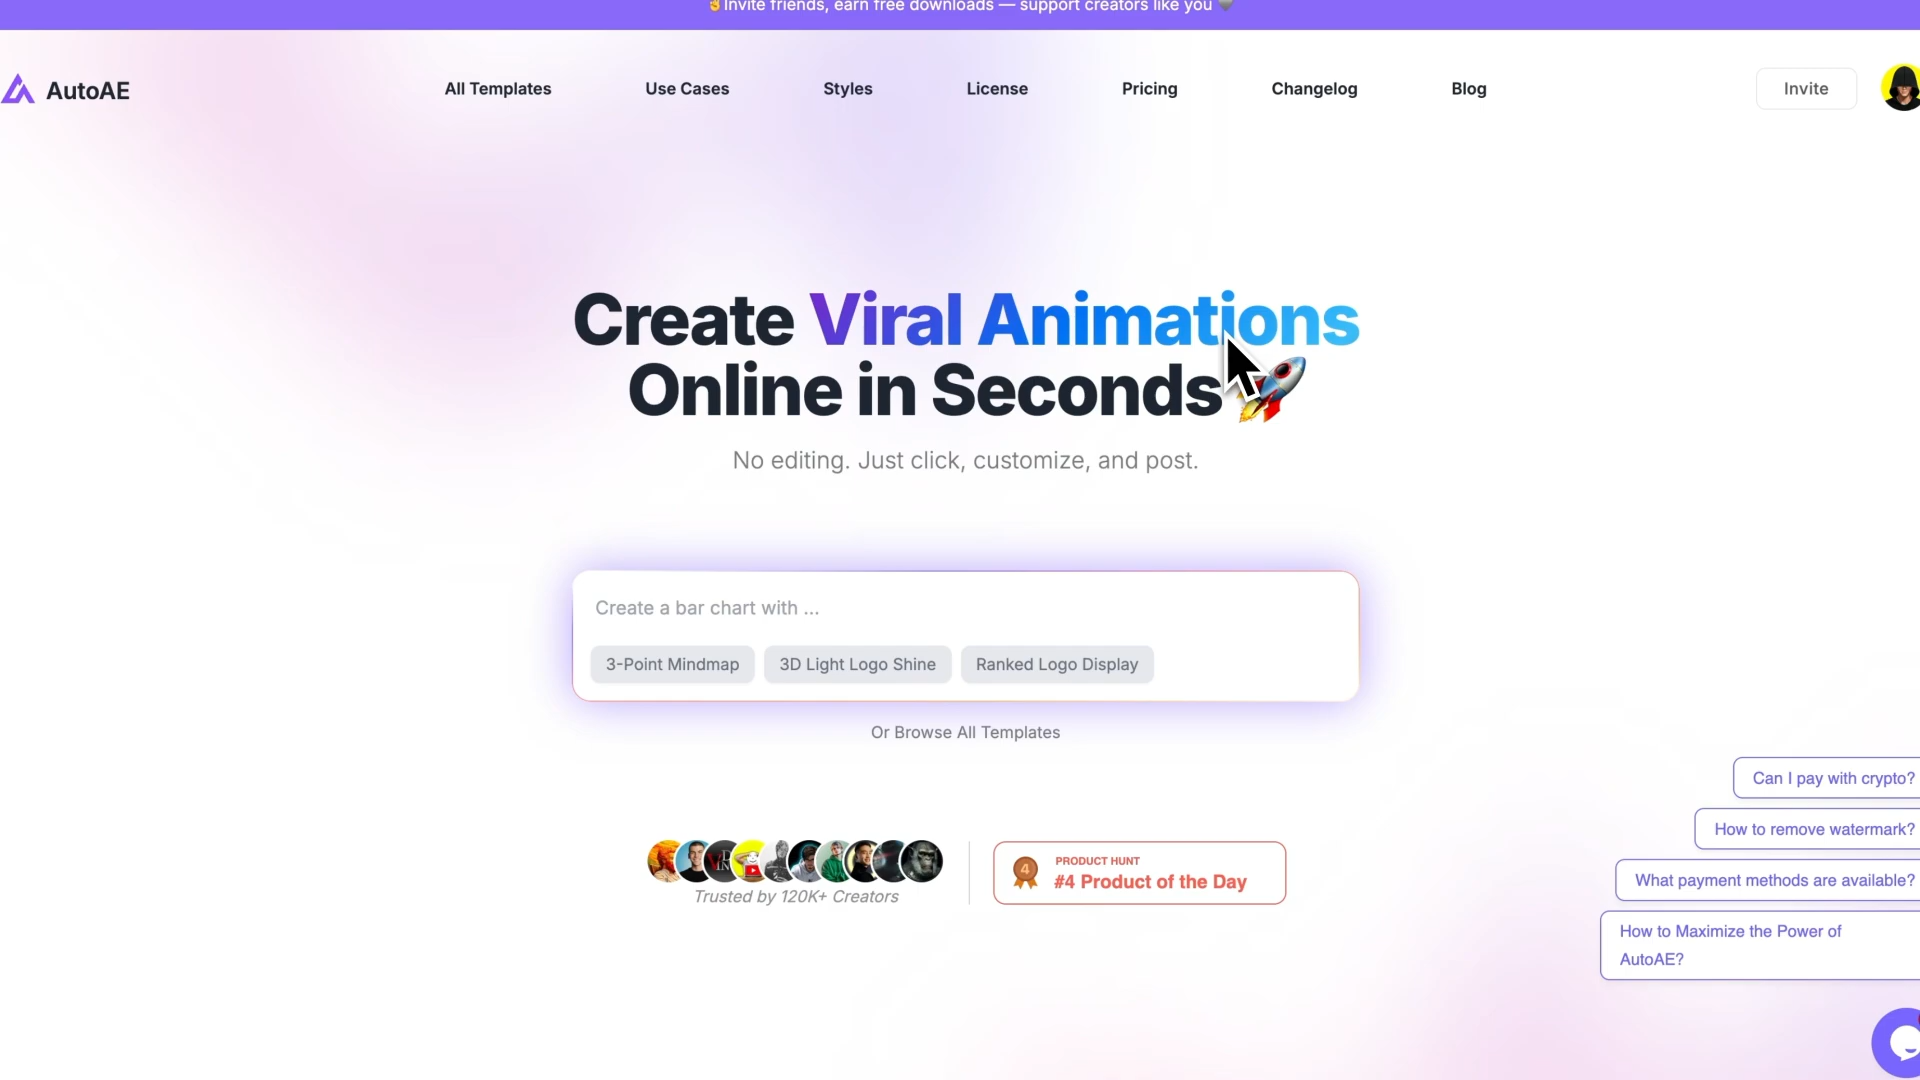 Invite friends, earn free downloads — support creators like you
AutoAE
All Templates
Use Cases
Styles
License
Pricing
Changelog
Blog
Invite
Create Viral Animations
Online in Seconds
No editing. Just click, customize, and post.
Create a bar chart with ...
3-Point Mindmap
3D Light Logo Shine
Ranked Logo Display
Or Browse All Templates
Trusted by 120K+ Creators
4
PRODUCT HUNT
#4 Product of the Day
Can I pay with crypto?
How to remove watermark?
What payment methods are available?
How to Maximize the Power of
AutoAE?